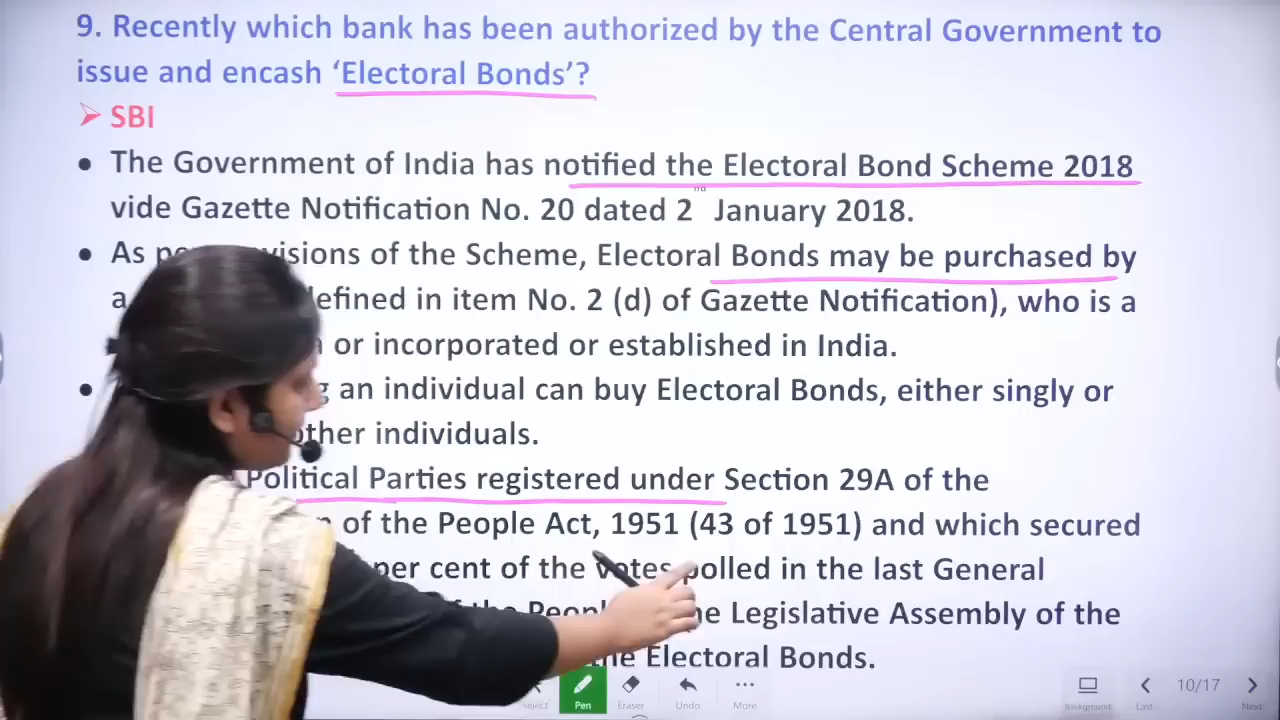 9. Recently which bank has been authorized by the Central Government to
issue and encash ‘Electoral Bonds’?
➢ SBI
• The Government of India has notified the Electoral Bond Scheme 2018
vide Gazette Notification No. 20 dated 2nd January 2018.
• As of the Scheme, Electoral Bonds may be purchased by
a in item No. 2 (d) of Gazette Notification), who is a
or incorporated or established in India.
• an individual can buy Electoral Bonds, either singly or
other individuals.
Political Parties registered under Section 29A of the
of the People Act, 1951 (43 of 1951) and which secured
per cent of the votes polled in the last General
the Legislative Assembly of the
the Electoral Bonds.
Pen Eraser Undo More Background Last 10/17 Next